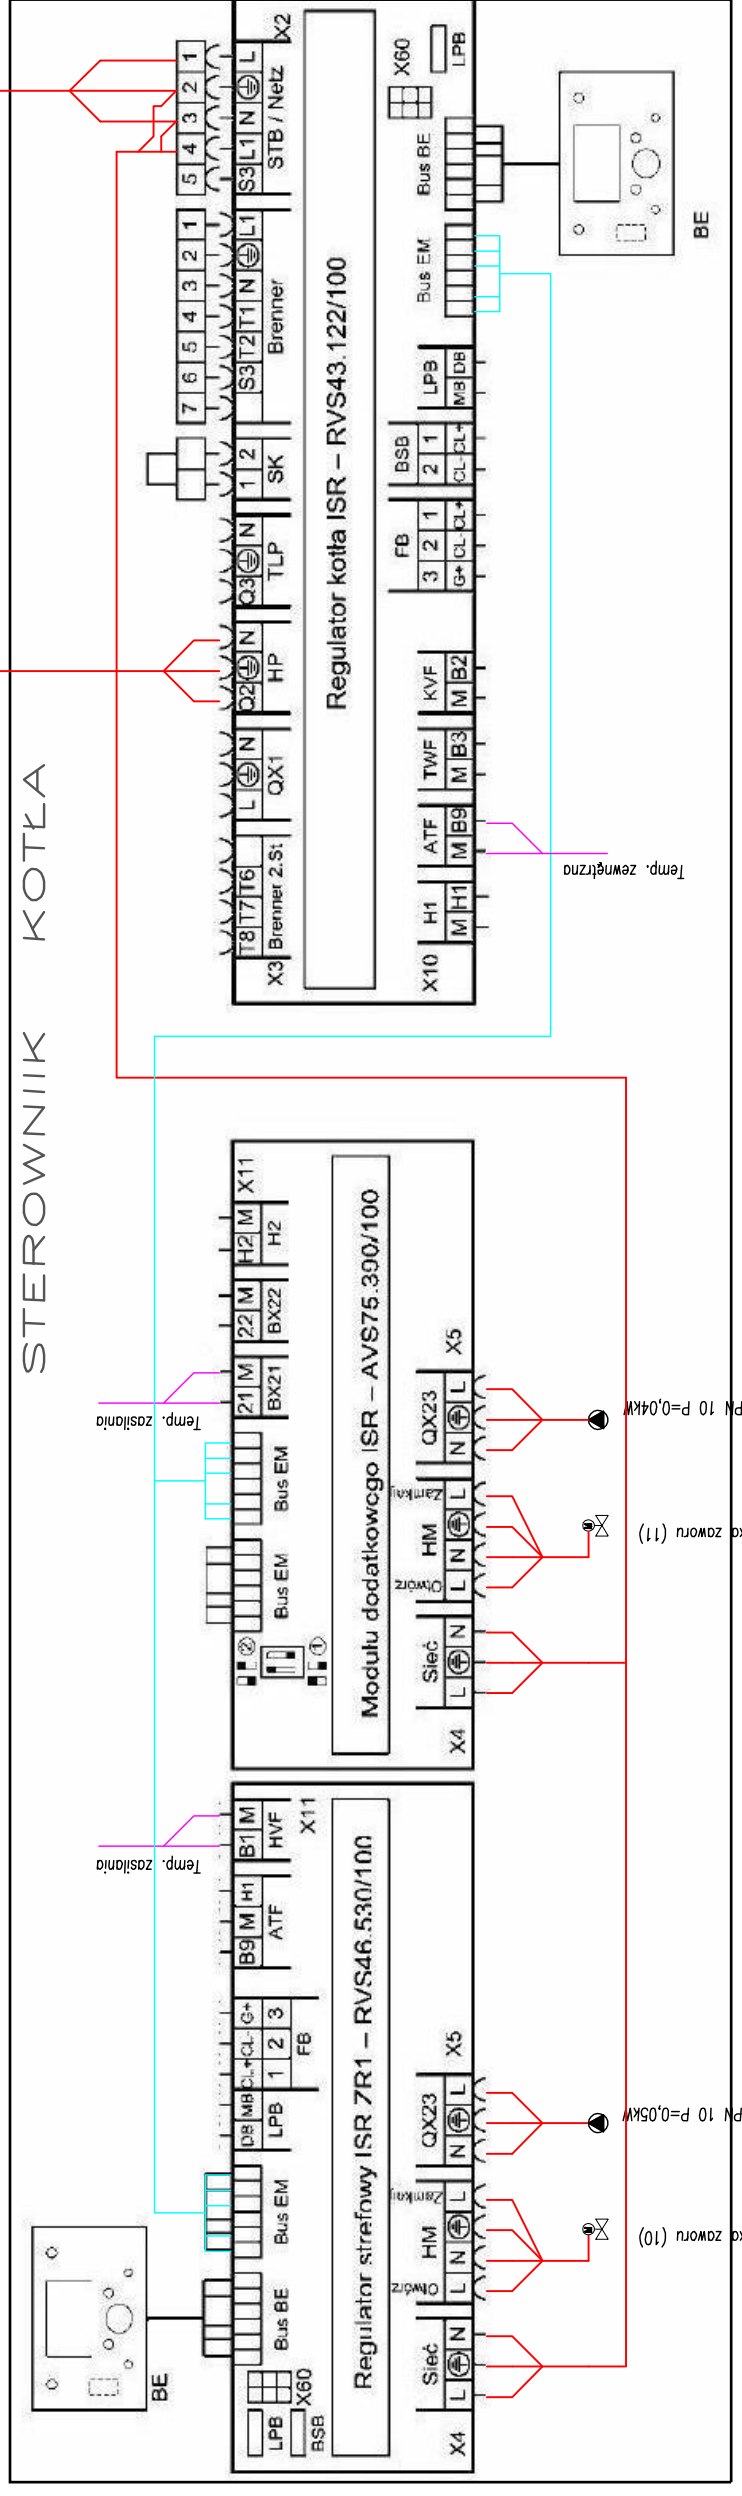 STEROWNIIK KOTŁA
BE
LPB
BSB
X60
Bus BE
Bus EM
DB MB CL+ CL- G+
1 2 3
LPB
FB
B9 M H1
ATF
B1 M
HVF
X11
Temp. zasilania
Regulator strefowy ISR 7R1 – RVS46.530/100
X4
L N
Sieć
Otwórz
Zamknij
L N L
HM
N L
QX23
X5
ka zaworu (10)
PN 10 P=0,05kW
Bus EM
Bus EM
21 M
BX21
22 M
BX22
H2 M
H2
X11
Temp. zasilania
2
1
Modułu dodatkowego ISR – AVS75.390/100
X4
L N
Sieć
Otwórz
Zamknij
L N L
HM
N L
QX23
X5
ka zaworu (11)
PN 10 P=0,04kW
T8 T7 T6
X3 Brenner 2.St
L N
QX1
Q2 N
HP
Q3 N
TLP
1 2
SK
7 6 5 4 3 2 1
S3 T2 T1 N L1
Brenner
5 4 3 2 1
S3 L1 N L
STB / Netz
X2
Regulator kotła ISR – RVS43.122/100
X10
H1
M H1
ATF
M B9
TWF
M B3
KVF
M B2
FB
3 2 1
G+ CL- CL+
BSB
2 1
CL- CL+
LPB
MB DB
Bus EM
Bus BE
X60
LPB
BE
Temp. zewnętrzna